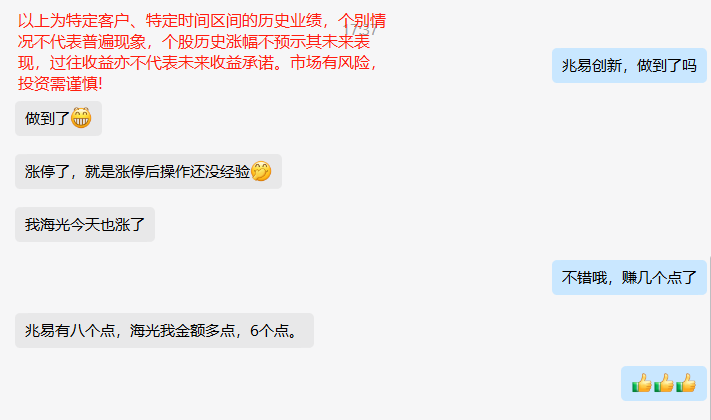 以上为特定客户、特定时间区间的历史业绩，个别情
况不代表普遍现象，个股历史涨幅不预示其未来表
现，过往收益亦不代表未来收益承诺。市场有风险，
投资需谨慎!
17:37
兆易创新，做到了吗
做到了😁
涨停了，就是涨停后操作还没经验🤭
我海光今天也涨了
不错哦，赚几个点了
兆易有八个点，海光我金额多点，6个点。
👍👍👍